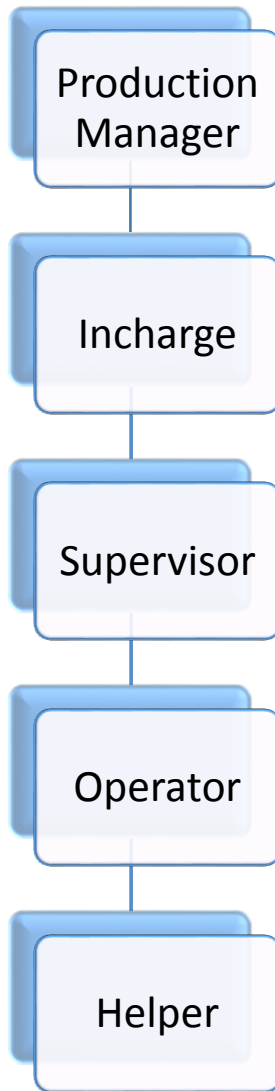 Production
Manager
Incharge
Supervisor
Operator
Helper